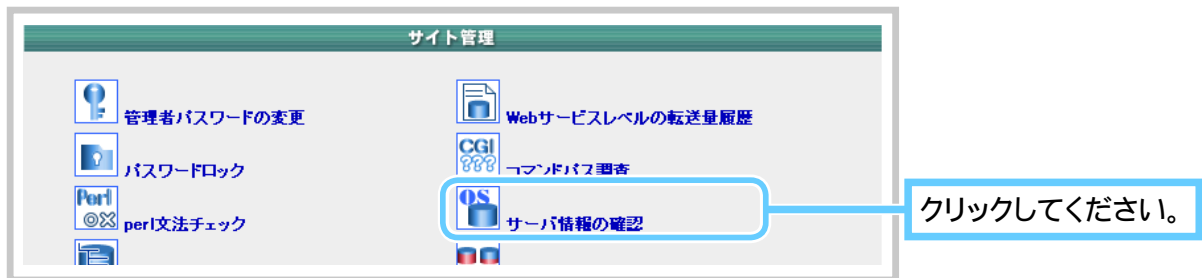 サイト管理
管理者パスワードの変更
Webサービスレベルの転送量履歴
パスワードロック
CGI
???
コマンドパス調査
Perl
perl文法チェック
OS
サーバ情報の確認
クリックしてください。